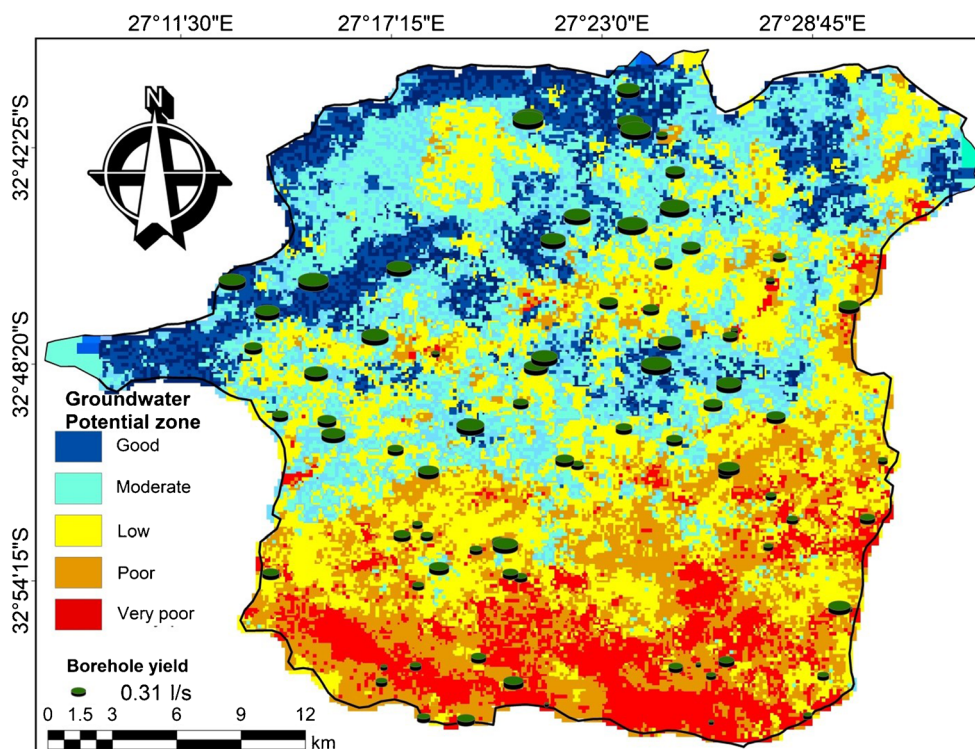 27°11'30"E 27°17'15"E 27°23'0"E 27°28'45"E
N
32°42'25"S
32°48'20"S
32°54'15"S
Groundwater
Potential zone
Good
Moderate
Low
Poor
Very poor
Borehole yield
0.31 l/s
0 1.5 3 6 9 12
km